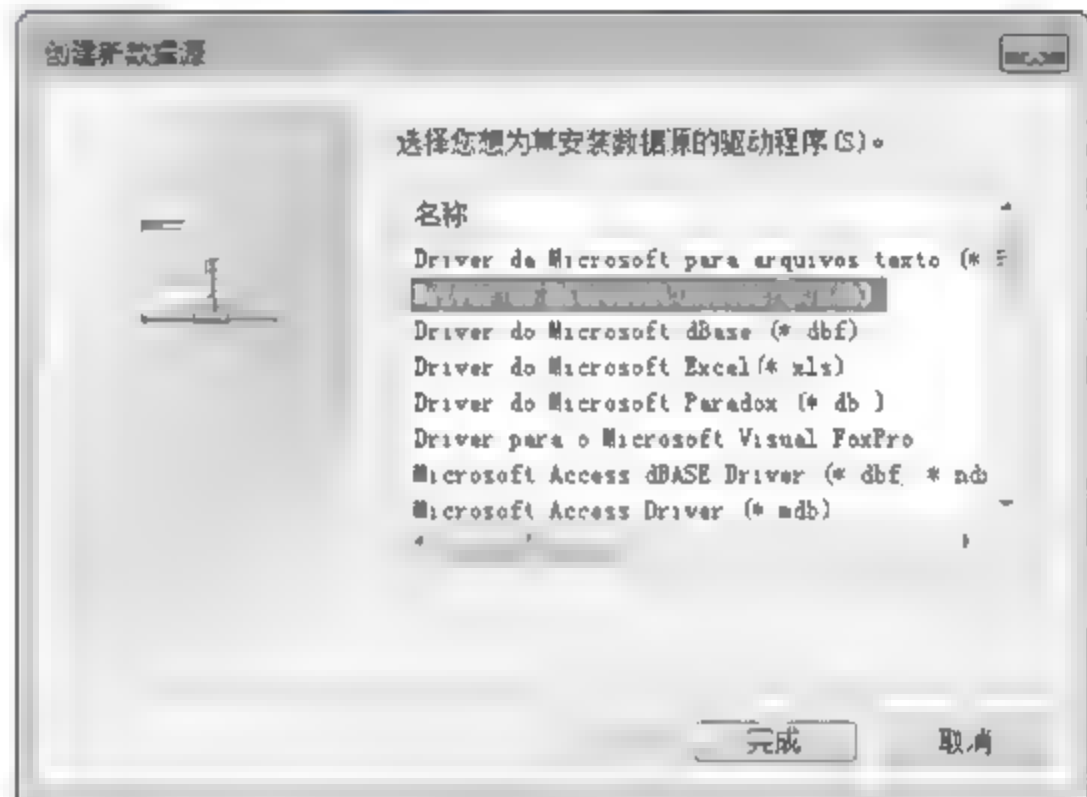 创建新数据源
选择您想为其安装数据源的驱动程序(S)。
名称
Driver da Microsoft para arquivos texto (*
Driver do Microsoft dBase (* dbf)
Driver do Microsoft Excel(* xls)
Driver do Microsoft Paradox (* db )
Driver para o Microsoft Visual FoxPro
Microsoft Access dBASE Driver (* dbf, * ndb
Microsoft Access Driver (* mdb)
完成
取消